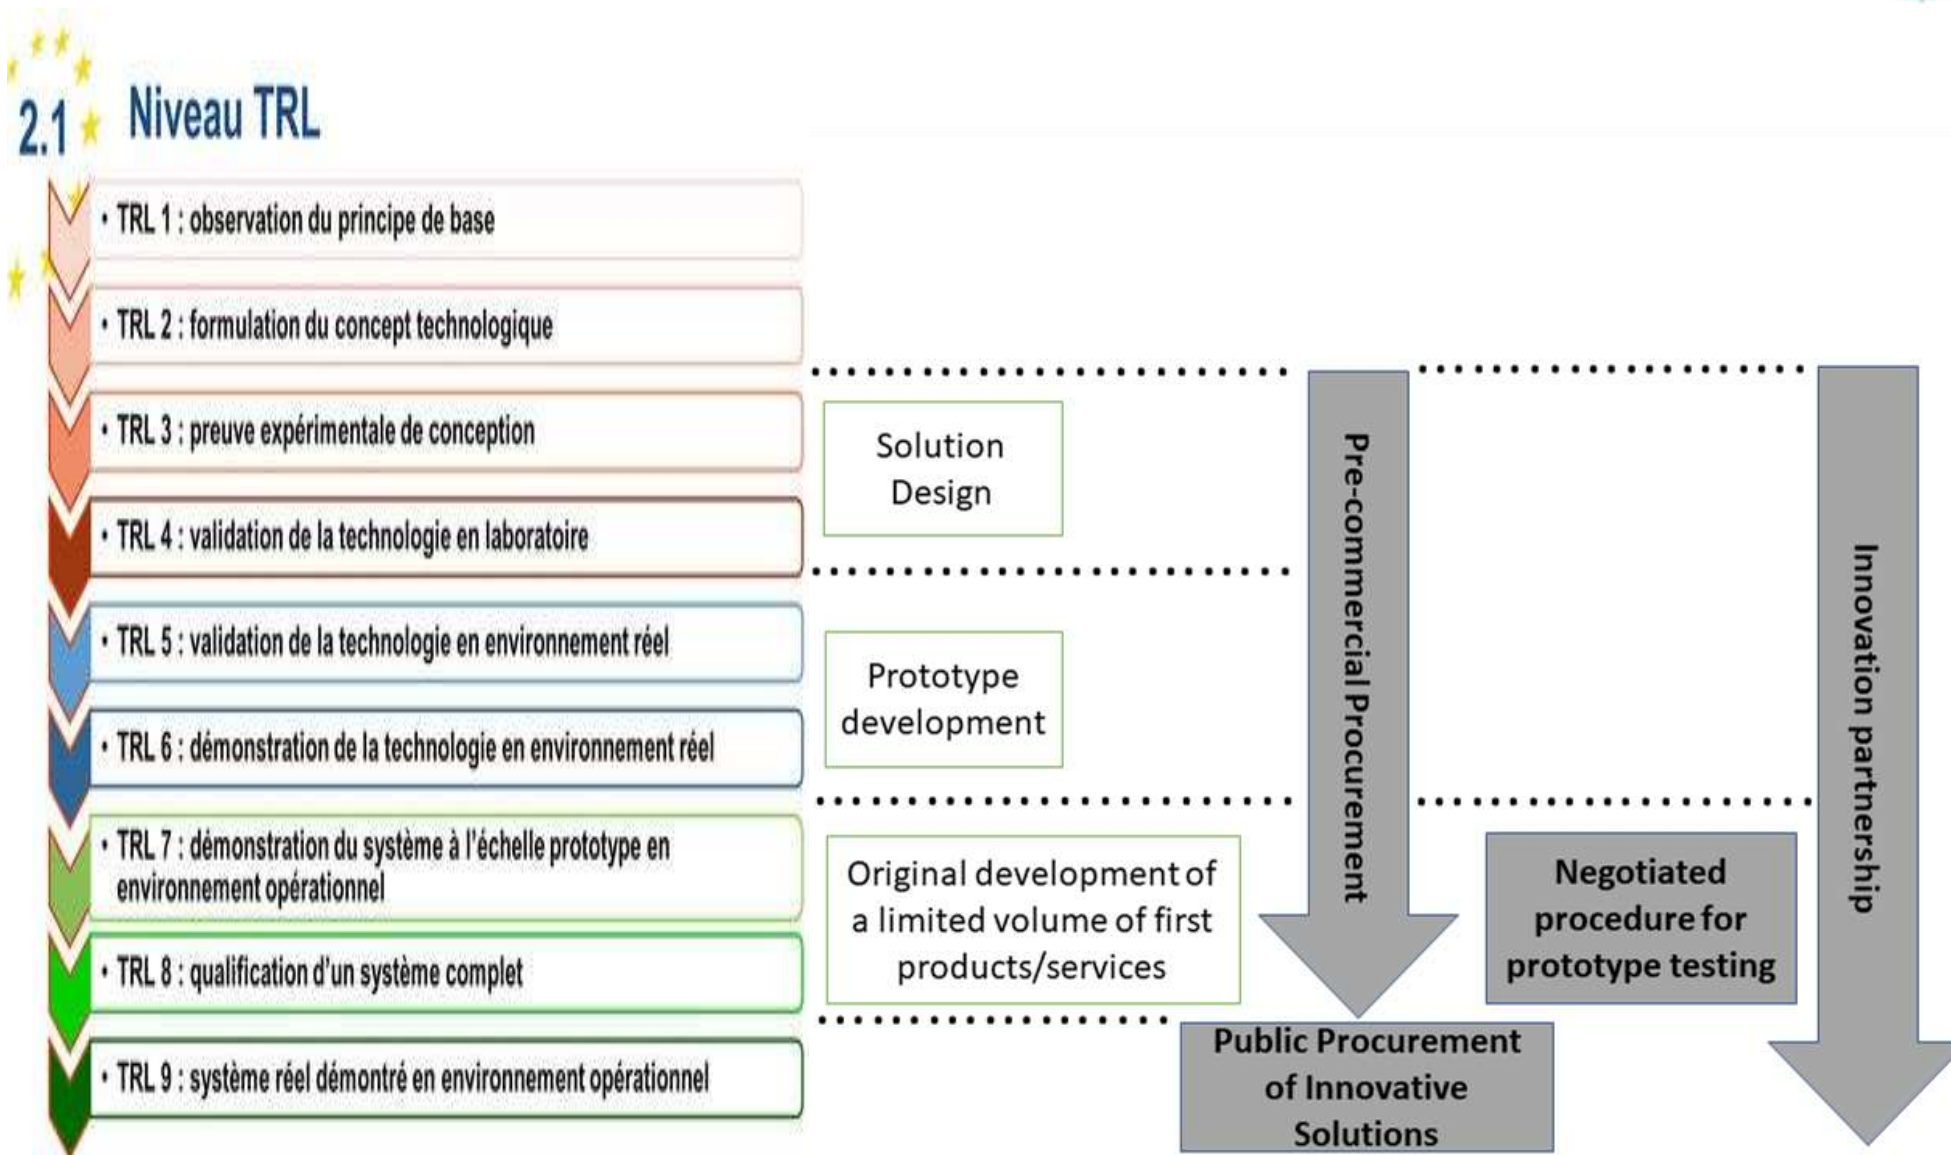 2.1 Niveau TRL
• TRL 1 : observation du principe de base
• TRL 2 : formulation du concept technologique
• TRL 3 : preuve expérimentale de conception
• TRL 4 : validation de la technologie en laboratoire
• TRL 5 : validation de la technologie en environnement réel
• TRL 6 : démonstration de la technologie en environnement réel
• TRL 7 : démonstration du système à l'échelle prototype en
environnement opérationnel
• TRL 8 : qualification d'un système complet
• TRL 9 : système réel démontré en environnement opérationnel
Solution
Design
Prototype
development
Original development of
a limited volume of first
products/services
Pre-commercial Procurement
Public Procurement
of Innovative
Solutions
Negotiated
procedure for
prototype testing
Innovation partnership